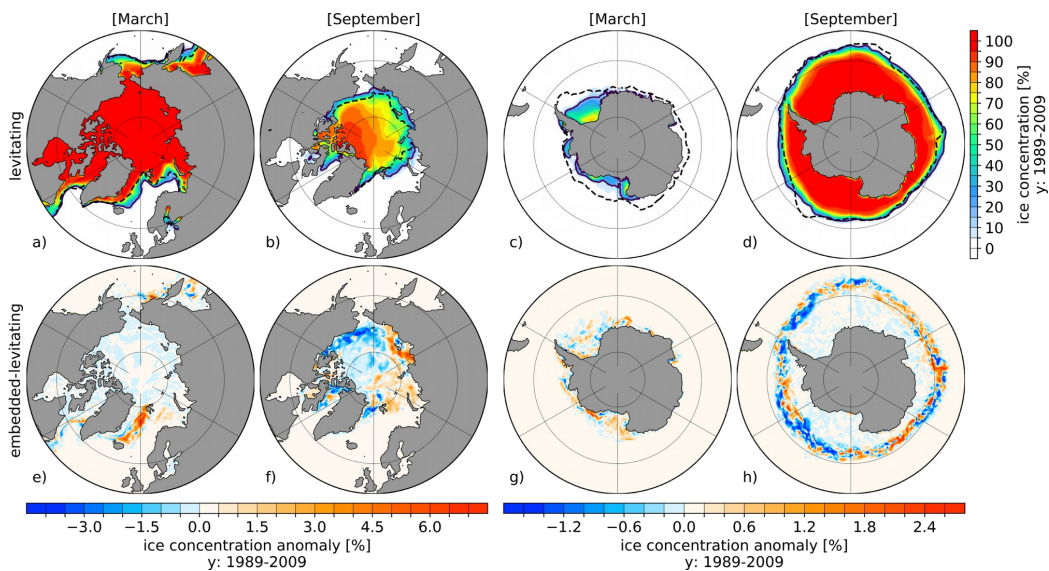 [March] [September] [March] [September]
levitating
a) b) c) d)
100
90
80
70
60
50
40
30
20
10
0
ice concentration [%]
y: 1989-2009
embedded-levitating
e) f) g) h)
−3.0 −1.5 0.0 1.5 3.0 4.5 6.0
ice concentration anomaly [%]
y: 1989-2009
−1.2 −0.6 0.0 0.6 1.2 1.8 2.4
ice concentration anomaly [%]
y: 1989-2009